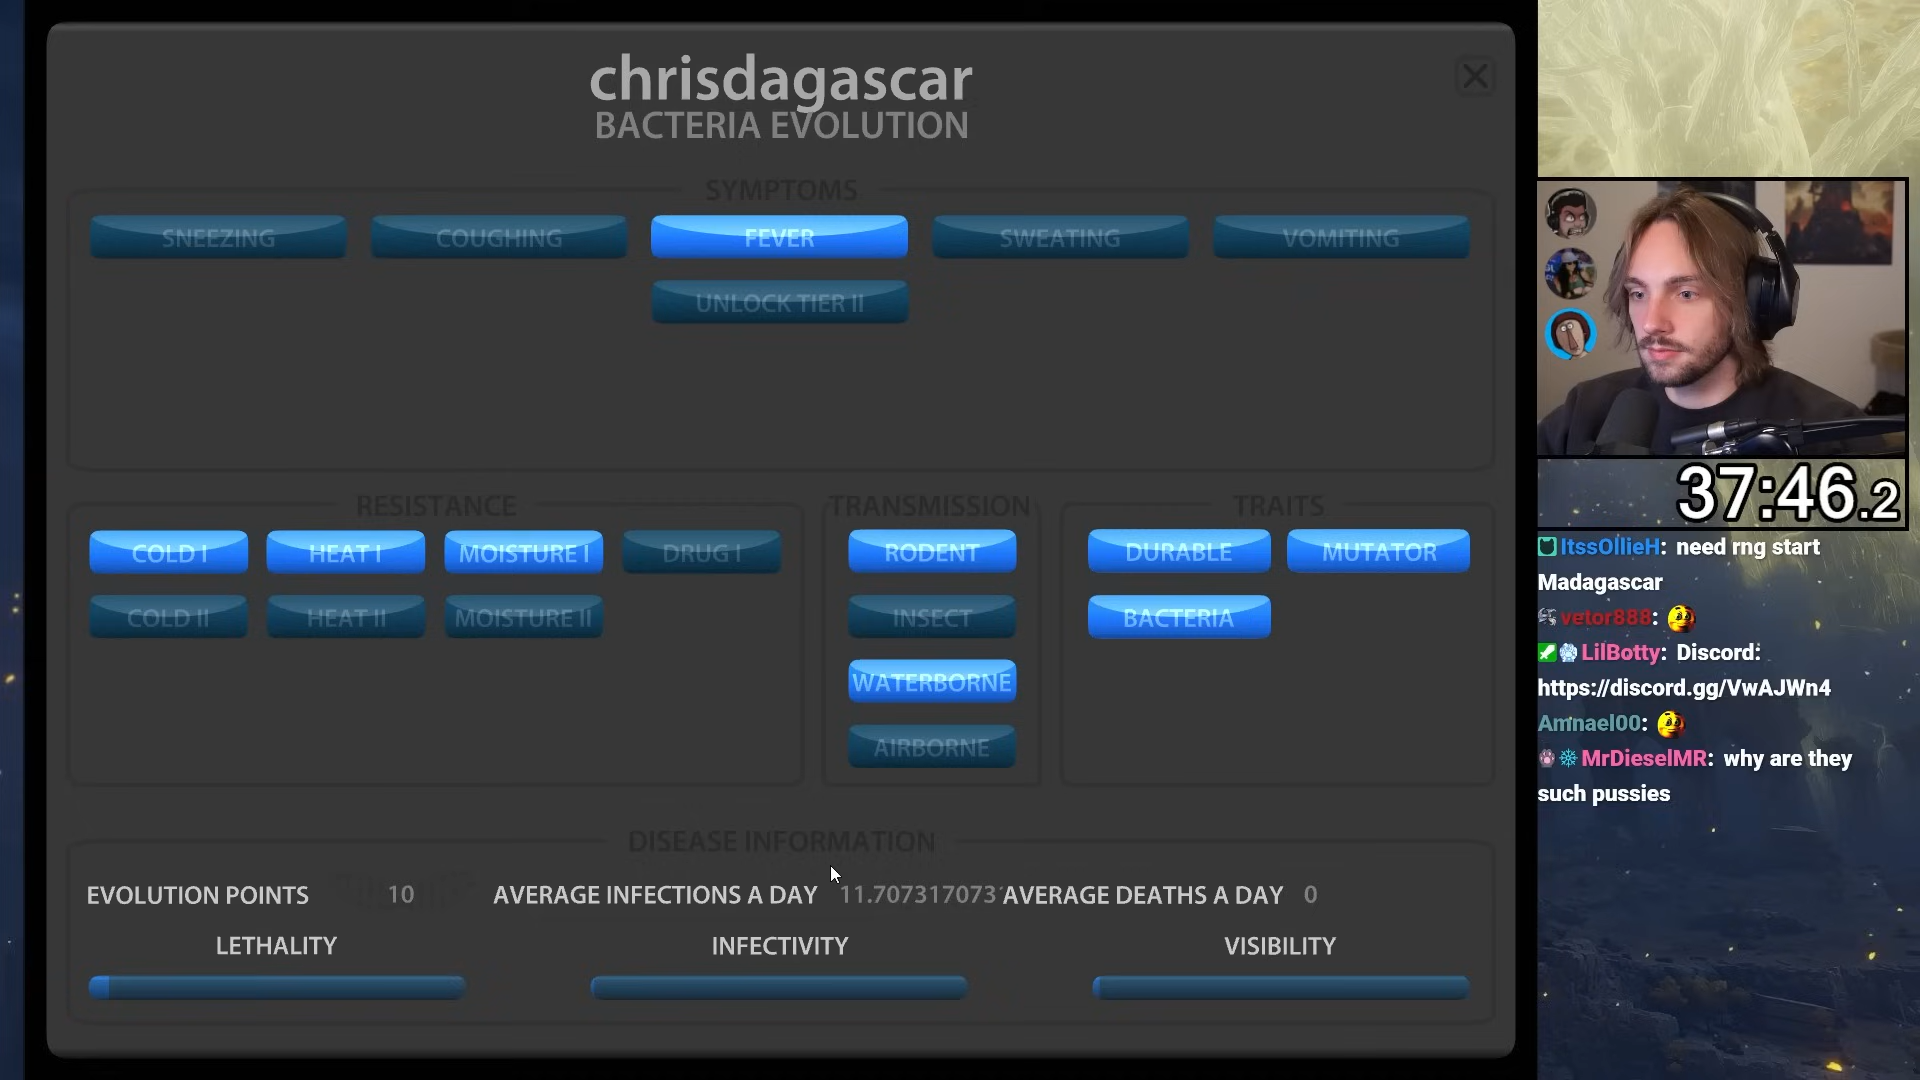 chrisdagascar
BACTERIA EVOLUTION
SYMPTOMS
SNEEZING
COUGHING
FEVER
SWEATING
VOMITING
UNLOCK TIER II
RESISTANCE
COLD I
HEAT I
MOISTURE I
DRUG I
COLD II
HEAT II
MOISTURE II
TRANSMISSION
RODENT
INSECT
WATERBORNE
AIRBORNE
TRAITS
DURABLE
MUTATOR
BACTERIA
DISEASE INFORMATION
EVOLUTION POINTS 10
AVERAGE INFECTIONS A DAY 11.707317073
AVERAGE DEATHS A DAY 0
LETHALITY
INFECTIVITY
VISIBILITY
37:46.2
ItssOllieH: need rng start
Madagascar
vetor888:
LilBotty: Discord:
https://discord.gg/VwAJWn4
Amnael00:
MrDieselMR: why are they
such pussies